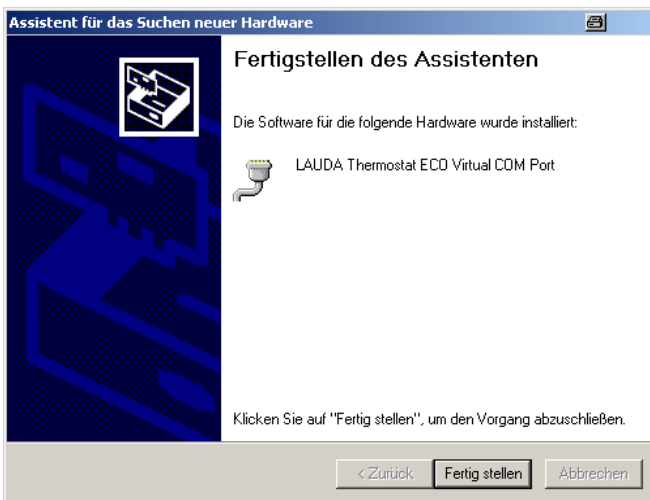 Assistent für das Suchen neuer Hardware
Fertigstellen des Assistenten
Die Software für die folgende Hardware wurde installiert:
LAUDA Thermostat ECO Virtual COM Port
Klicken Sie auf "Fertig stellen", um den Vorgang abzuschließen.
< Zurück Fertig stellen Abbrechen